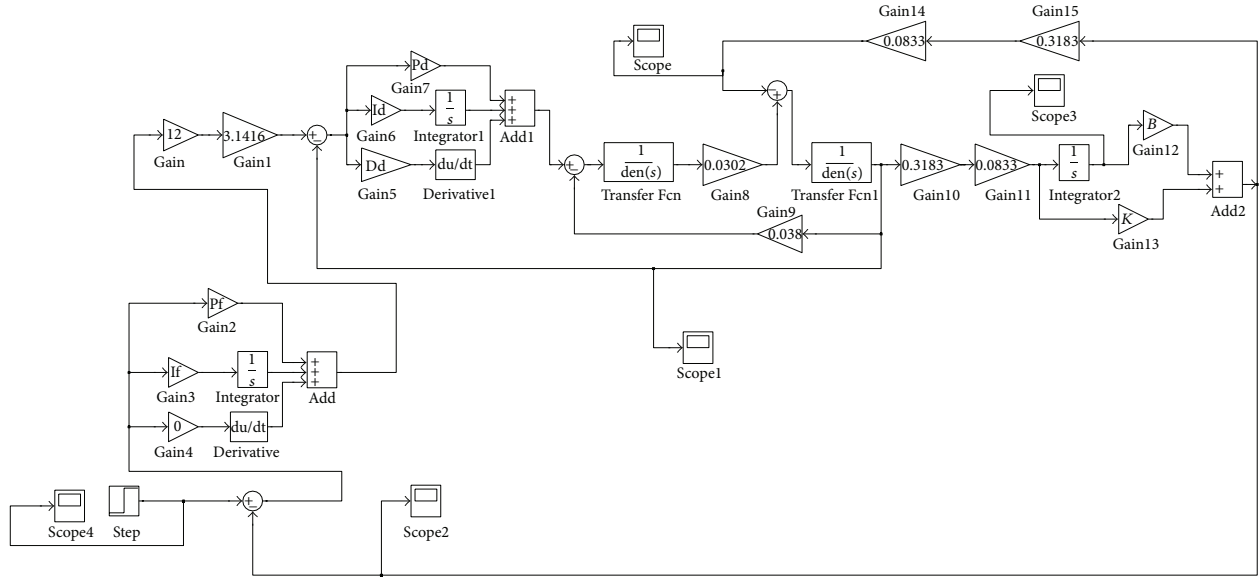 Gain14
0.0833
Gain15
0.3183
Scope
Pd
Gain7
Scope3
Id
Gain6
1
s
Integrator1
+
+
+
Add1
12
Gain
3.1416
Gain1
+
−
Dd
Gain5
du/dt
Derivative1
+
−
1
den(s)
Transfer Fcn
0.0302
Gain8
−
+
1
den(s)
Transfer Fcn1
0.3183
Gain10
0.0833
Gain11
1
s
Integrator2
B
Gain12
K
Gain13
+
+
Add2
Gain9
0.038
Pf
Gain2
If
Gain3
1
s
Integrator
+
+
+
Add
0
Gain4
du/dt
Derivative
Scope1
Scope4
Step
+
−
Scope2